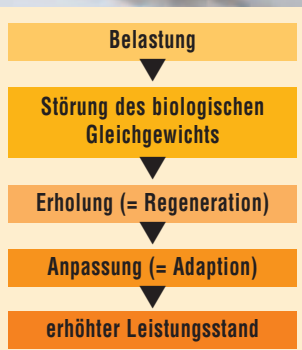 Belastung
Störung des biologischen
Gleichgewichts
Erholung (= Regeneration)
Anpassung (= Adaption)
erhöhter Leistungsstand